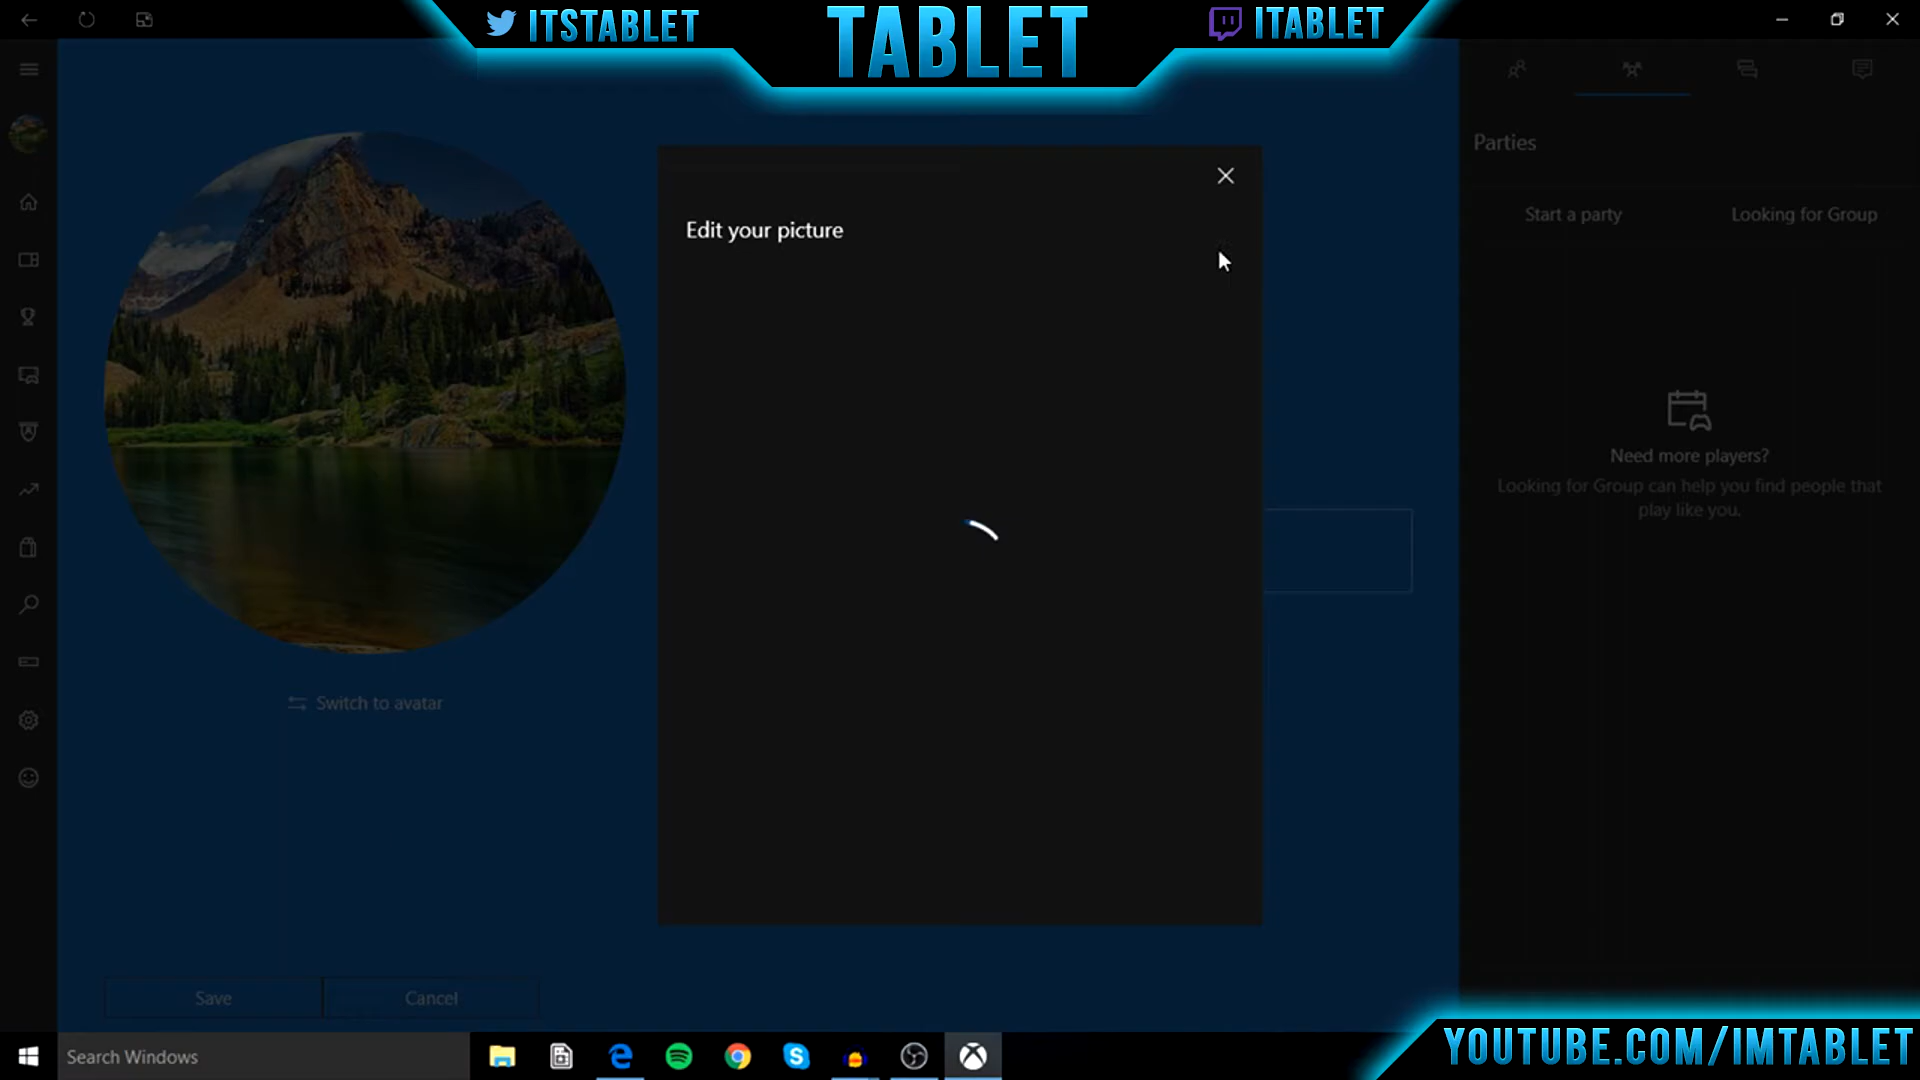 ITSTABLET
TABLET
ITABLET
Parties
Start a party
Looking for Group
Edit your picture
Need more players?
Looking for Group can help you find people that
play like you.
Switch to avatar
Save
Cancel
Search Windows
YOUTUBE.COM/IMTABLET